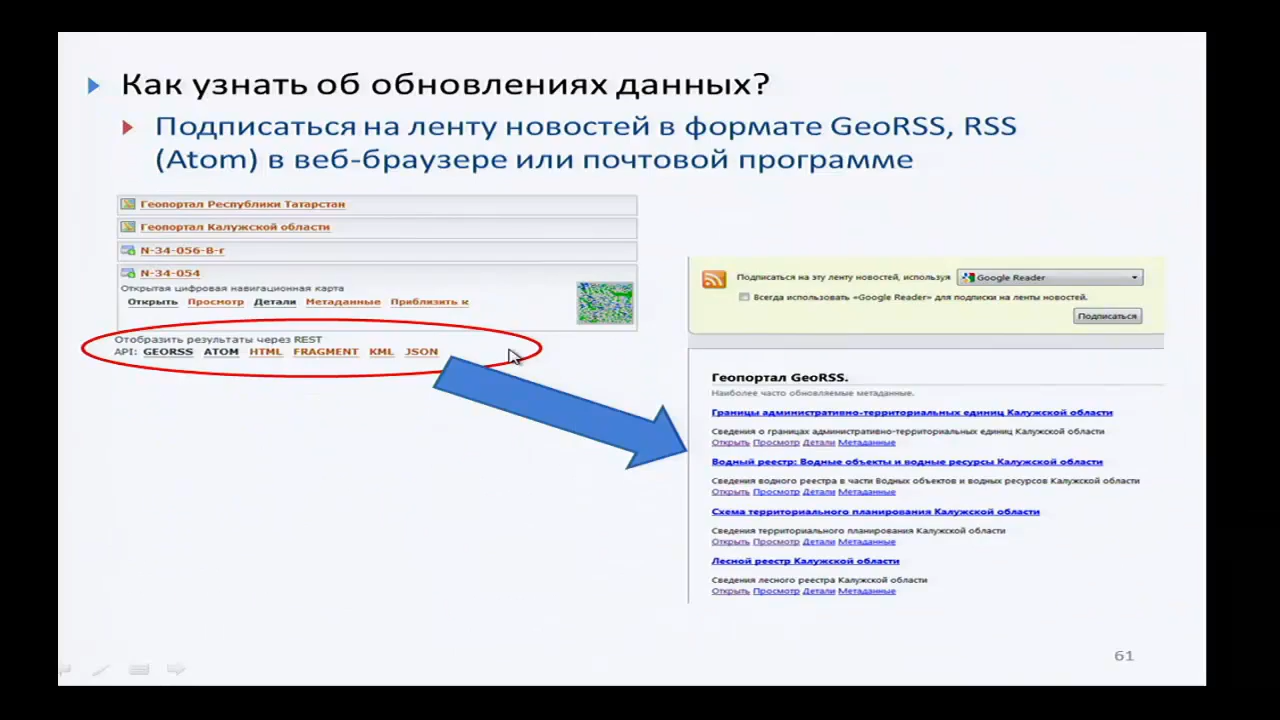 Как узнать об обновлениях данных?
Подписаться на ленту новостей в формате GeoRSS, RSS
(Atom) в веб-браузере или почтовой программе
Геопортал Республики Татарстан
Геопортал Калужской области
N-34-056-В-г
N-34-054
Открытая цифровая навигационная карта
Открыть Просмотр Детали Метаданные Приблизить к
Отобразить результаты через REST
API: GEORSS ATOM HTML FRAGMENT KML JSON
Подписаться на эту ленту новостей, используя Google Reader
Всегда использовать «Google Reader» для подписки на ленты новостей.
Подписаться
Геопортал GeoRSS.
Наиболее часто обновляемые метаданные.
Границы административно-территориальных единиц Калужской области
Сведения о границах административно-территориальных единиц Калужской области
Открыть Просмотр Детали Метаданные
Водный реестр: Водные объекты и водные ресурсы Калужской области
Сведения водного реестра в части Водных объектов и водных ресурсов Калужской области
Открыть Просмотр Детали Метаданные
Схема территориального планирования Калужской области
Сведения территориального планирования Калужской области
Открыть Просмотр Детали Метаданные
Лесной реестр Калужской области
Сведения лесного реестра Калужской области
Открыть Просмотр Детали Метаданные
61